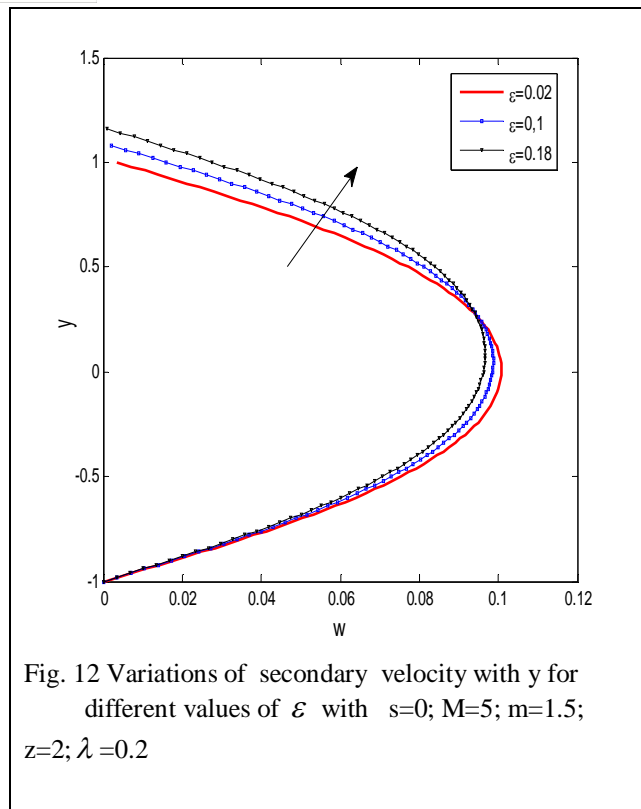 1.5
1
0.5
0
-0.5
-1
y
ε=0.02
ε=0,1
ε=0.18
0 0.02 0.04 0.06 0.08 0.1 0.12
w
Fig. 12 Variations of secondary velocity with y for
different values of ε with s=0; M=5; m=1.5;
z=2; λ =0.2